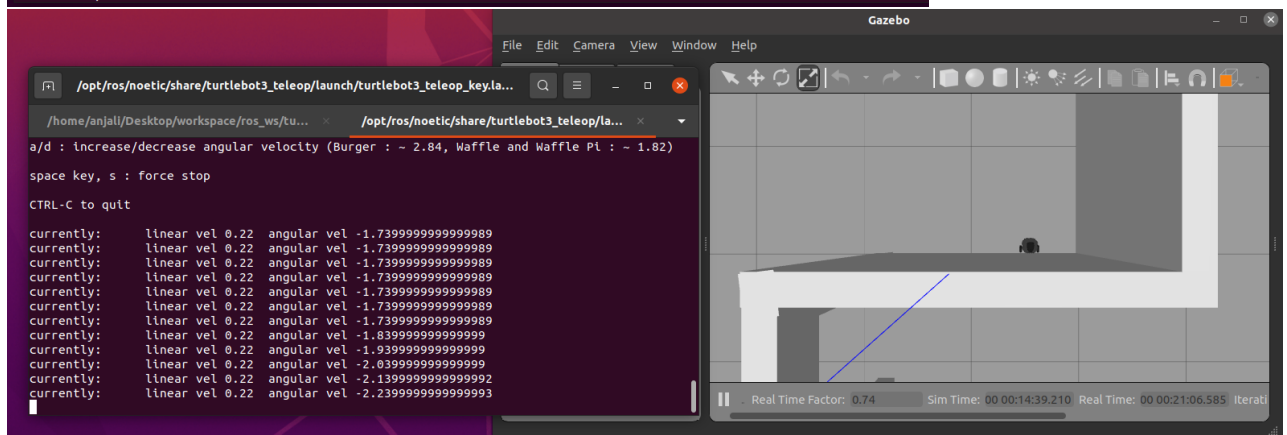 Gazebo
File Edit Camera View Window Help
/opt/ros/noetic/share/turtlebot3_teleop/launch/turtlebot3_teleop_key.la...
/home/anjali/Desktop/workspace/ros_ws/tu... /opt/ros/noetic/share/turtlebot3_teleop/la...
a/d : increase/decrease angular velocity (Burger : ~ 2.84, Waffle and Waffle Pi : ~ 1.82)
space key, s : force stop
CTRL-C to quit
currently: linear vel 0.22 angular vel -1.7399999999999989
currently: linear vel 0.22 angular vel -1.7399999999999989
currently: linear vel 0.22 angular vel -1.7399999999999989
currently: linear vel 0.22 angular vel -1.7399999999999989
currently: linear vel 0.22 angular vel -1.7399999999999989
currently: linear vel 0.22 angular vel -1.7399999999999989
currently: linear vel 0.22 angular vel -1.7399999999999989
currently: linear vel 0.22 angular vel -1.839999999999999
currently: linear vel 0.22 angular vel -1.939999999999999
currently: linear vel 0.22 angular vel -2.039999999999999
currently: linear vel 0.22 angular vel -2.1399999999999992
currently: linear vel 0.22 angular vel -2.2399999999999993
Real Time Factor: 0.74 Sim Time: 00 00:14:39.210 Real Time: 00 00:21:06.585 Iterati